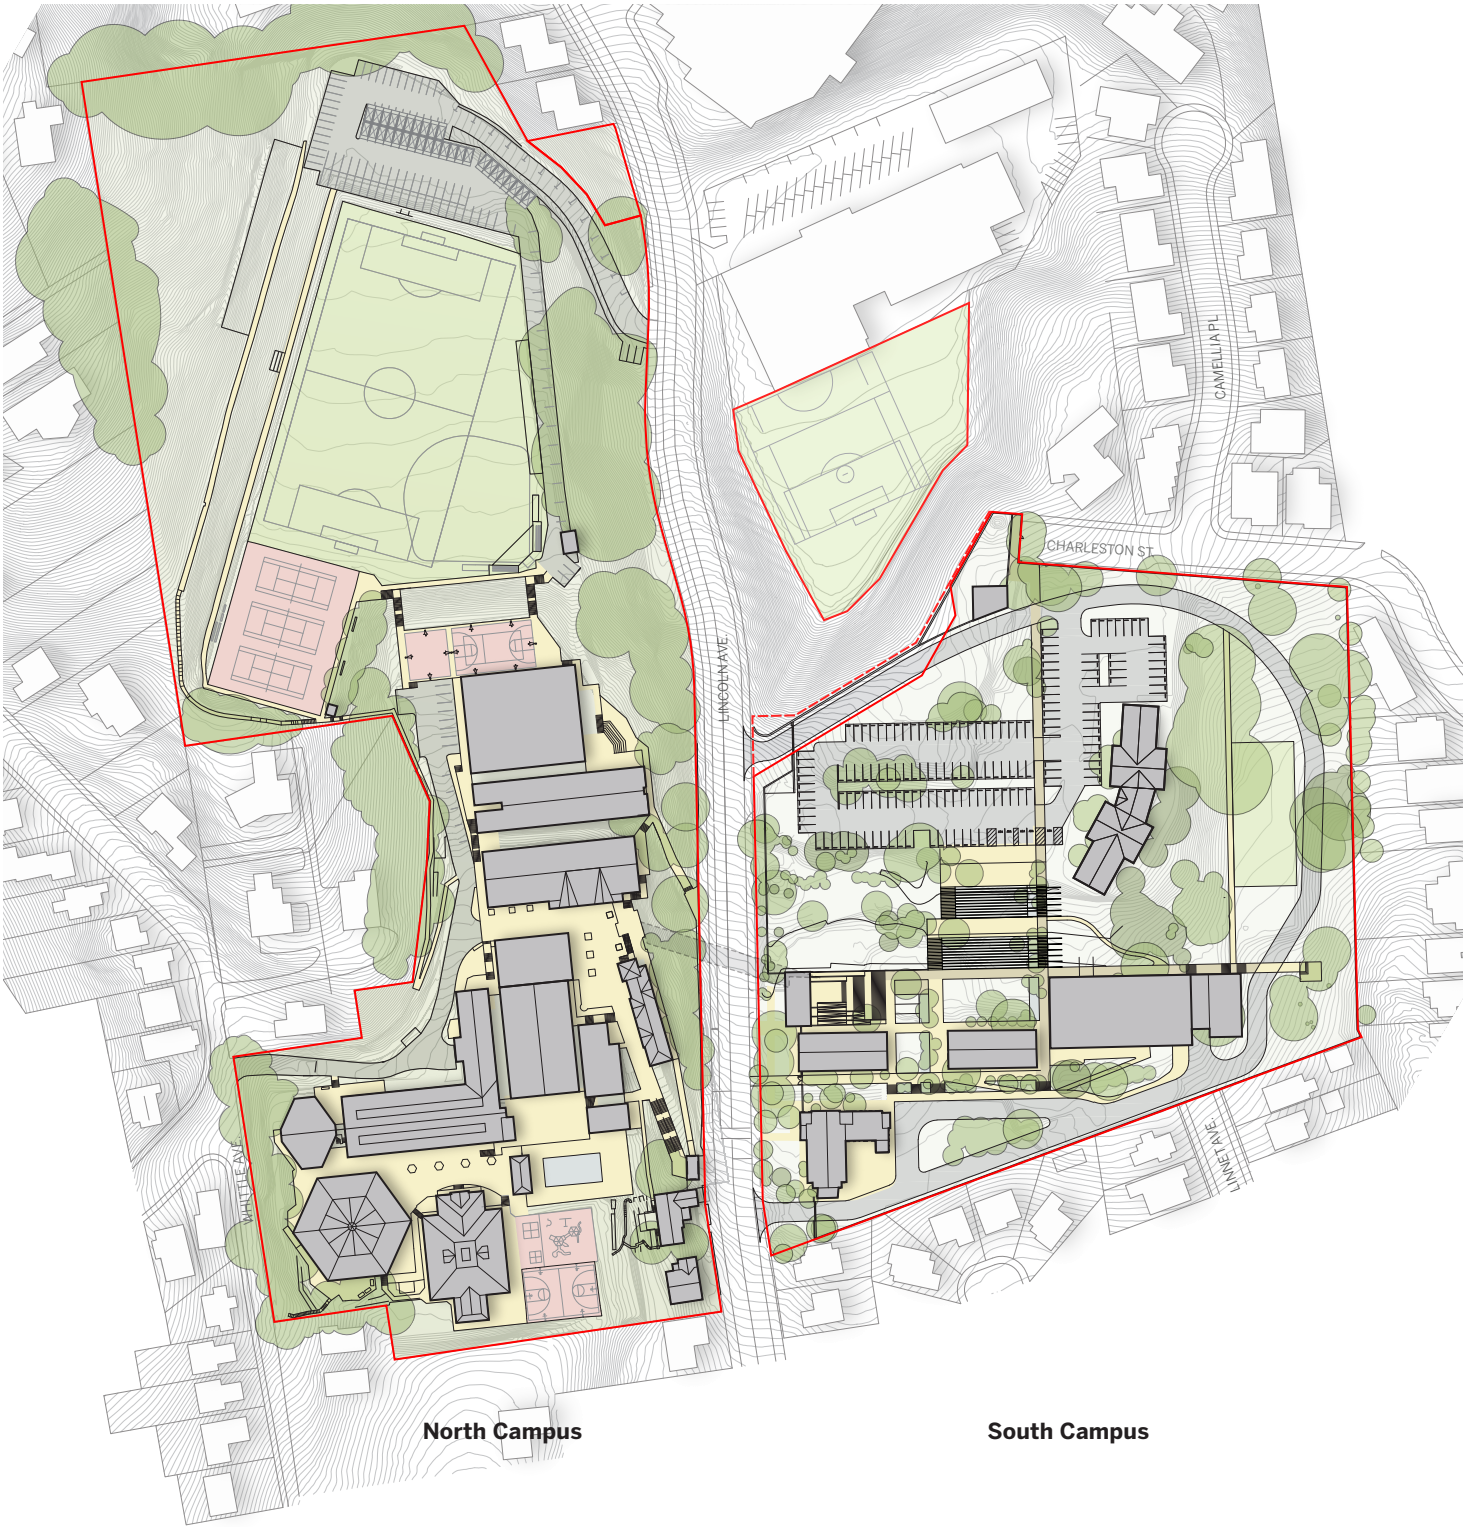 CAMELLIA PL
CHARLESTON ST.
LINCOLN AVE.
WHITTLE AVE.
LINNET AVE.
North Campus
South Campus